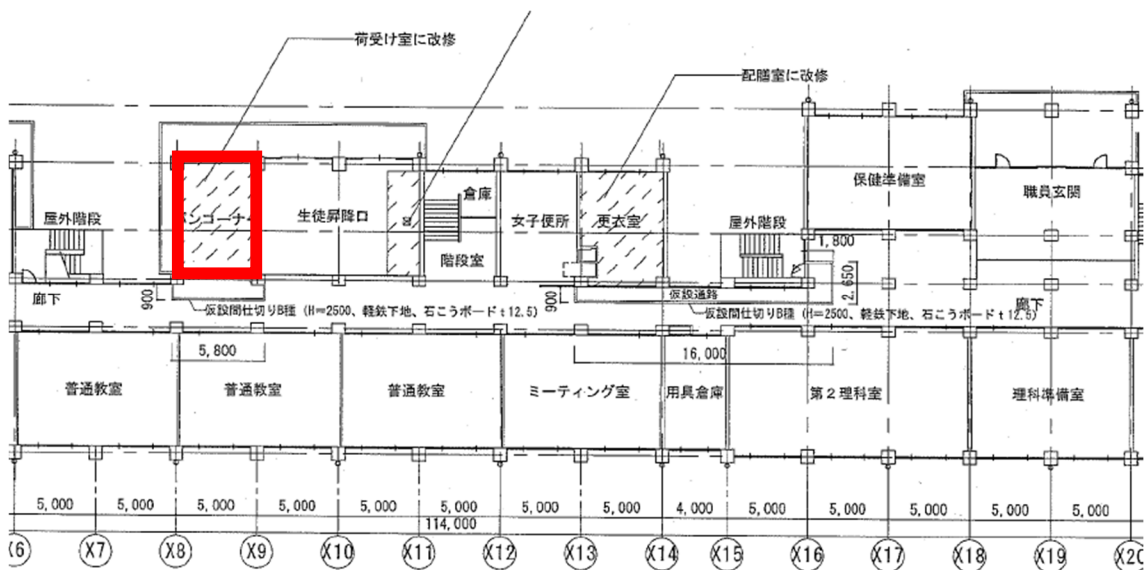 荷受け室に改修
配膳室に改修
保健準備室
職員玄関
倉庫
パンコーナー
生徒昇降口
女子便所
更衣室
屋外階段
屋外階段
1,800
階段室
2,650
仮設通路
廊下
900
900
廊下
仮設間仕切りB種（H=2500、軽鉄下地、石こうボードt12.5）
仮設間仕切りB種（H=2500、軽鉄下地、石こうボードt12.5）
5,800
16,000
普通教室
普通教室
普通教室
ミーティング室
用具倉庫
第2理科室
理科準備室
5,000 5,000 5,000 5,000 5,000 5,000 5,000 5,000 4,000 5,000 5,000 5,000 5,000 5,000
114,000
X6 X7 X8 X9 X10 X11 X12 X13 X14 X15 X16 X17 X18 X19 X20